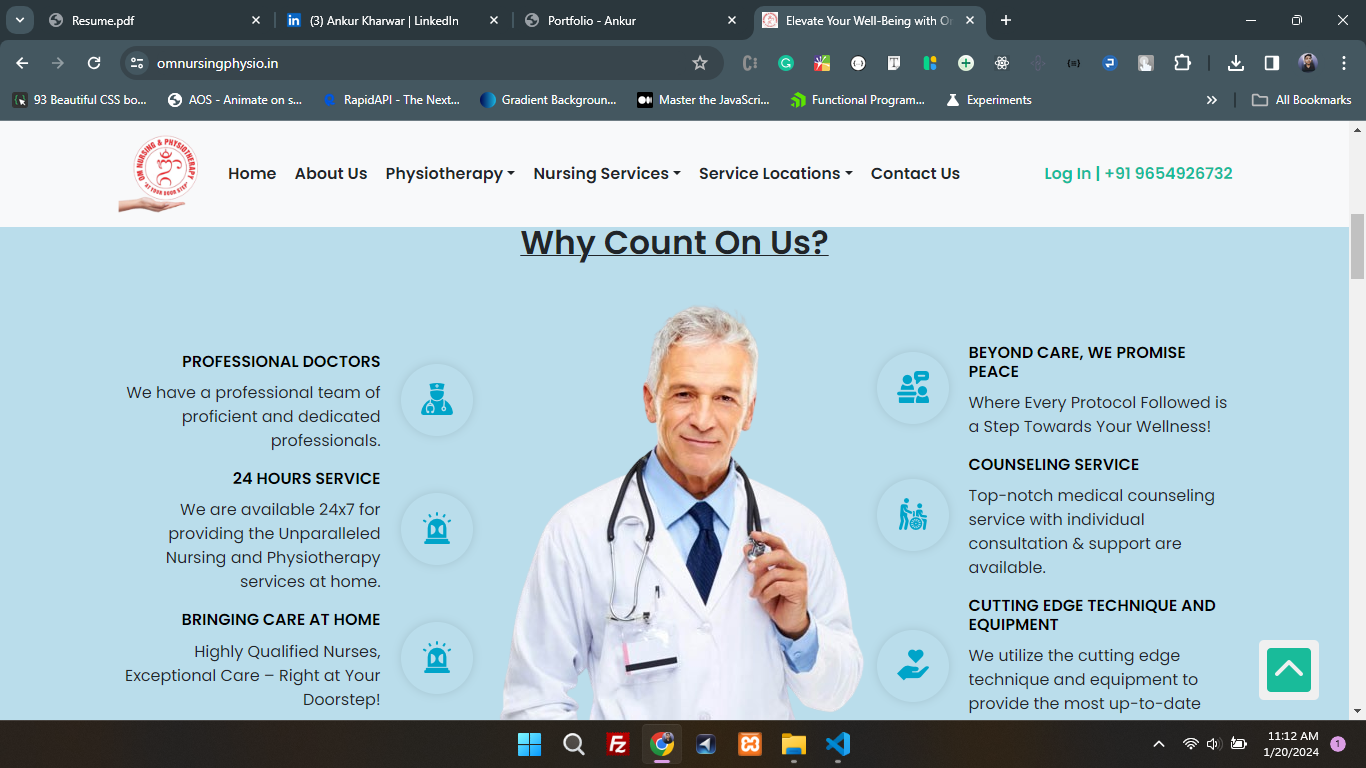 Resume.pdf
(3) Ankur Kharwar | LinkedIn
Portfolio - Ankur
Elevate Your Well-Being with
omnursingphysio.in
93 Beautiful CSS bo...
AOS - Animate on s...
RapidAPI - The Next...
Gradient Backgroun...
Master the JavaScri...
Functional Program...
Experiments
All Bookmarks
OM NURSING & PHYSIOTHERAPY
"AT YOUR DOOR STEP"
Home
About Us
Physiotherapy
Nursing Services
Service Locations
Contact Us
Log In | +91 9654926732
Why Count On Us?
PROFESSIONAL DOCTORS
We have a professional team of
proficient and dedicated
professionals.
24 HOURS SERVICE
We are available 24x7 for
providing the Unparalleled
Nursing and Physiotherapy
services at home.
BRINGING CARE AT HOME
Highly Qualified Nurses,
Exceptional Care – Right at Your
Doorstep!
BEYOND CARE, WE PROMISE
PEACE
Where Every Protocol Followed is
a Step Towards Your Wellness!
COUNSELING SERVICE
Top-notch medical counseling
service with individual
consultation & support are
available.
CUTTING EDGE TECHNIQUE AND
EQUIPMENT
We utilize the cutting edge
technique and equipment to
provide the most up-to-date
11:12 AM
1/20/2024
1